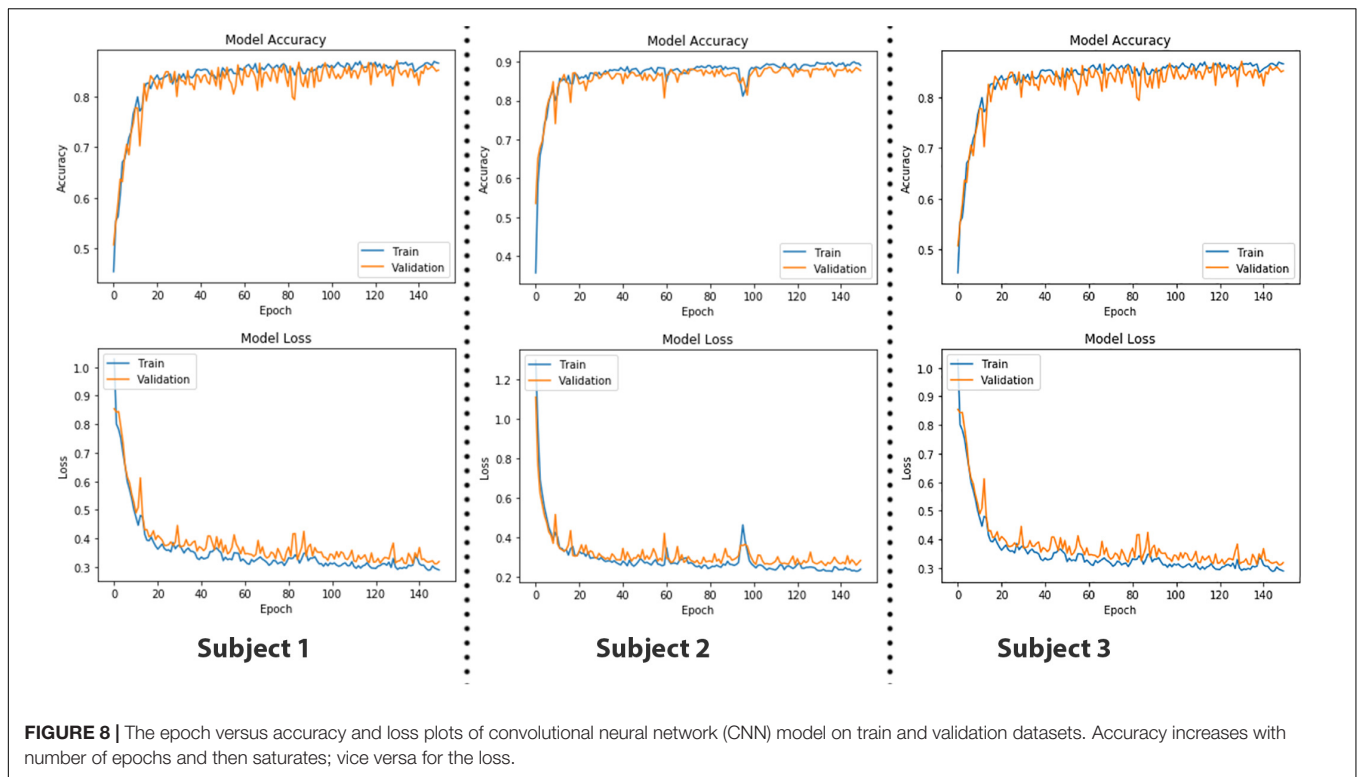 Model Accuracy
Accuracy
0.8
0.7
0.6
0.5
Train
Validation
0 20 40 60 80 100 120 140
Epoch
Model Loss
Loss
1.0
0.9
0.8
0.7
0.6
0.5
0.4
0.3
Train
Validation
0 20 40 60 80 100 120 140
Epoch
Subject 1
Model Accuracy
Accuracy
0.9
0.8
0.7
0.6
0.5
0.4
Train
Validation
0 20 40 60 80 100 120 140
Epoch
Model Loss
Loss
1.2
1.0
0.8
0.6
0.4
0.2
Train
Validation
0 20 40 60 80 100 120 140
Epoch
Subject 2
Model Accuracy
Accuracy
0.8
0.7
0.6
0.5
Train
Validation
0 20 40 60 80 100 120 140
Epoch
Model Loss
Loss
1.0
0.9
0.8
0.7
0.6
0.5
0.4
0.3
Train
Validation
0 20 40 60 80 100 120 140
Epoch
Subject 3
FIGURE 8 | The epoch versus accuracy and loss plots of convolutional neural network (CNN) model on train and validation datasets. Accuracy increases with
number of epochs and then saturates; vice versa for the loss.